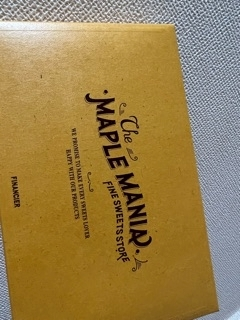 The
MAPLE MANIA
FINE SWEETS STORE
WE PROMISE TO MAKE EVERY SWEETS LOVER
HAPPY WITH OUR PRODUCTS
FINANCIER